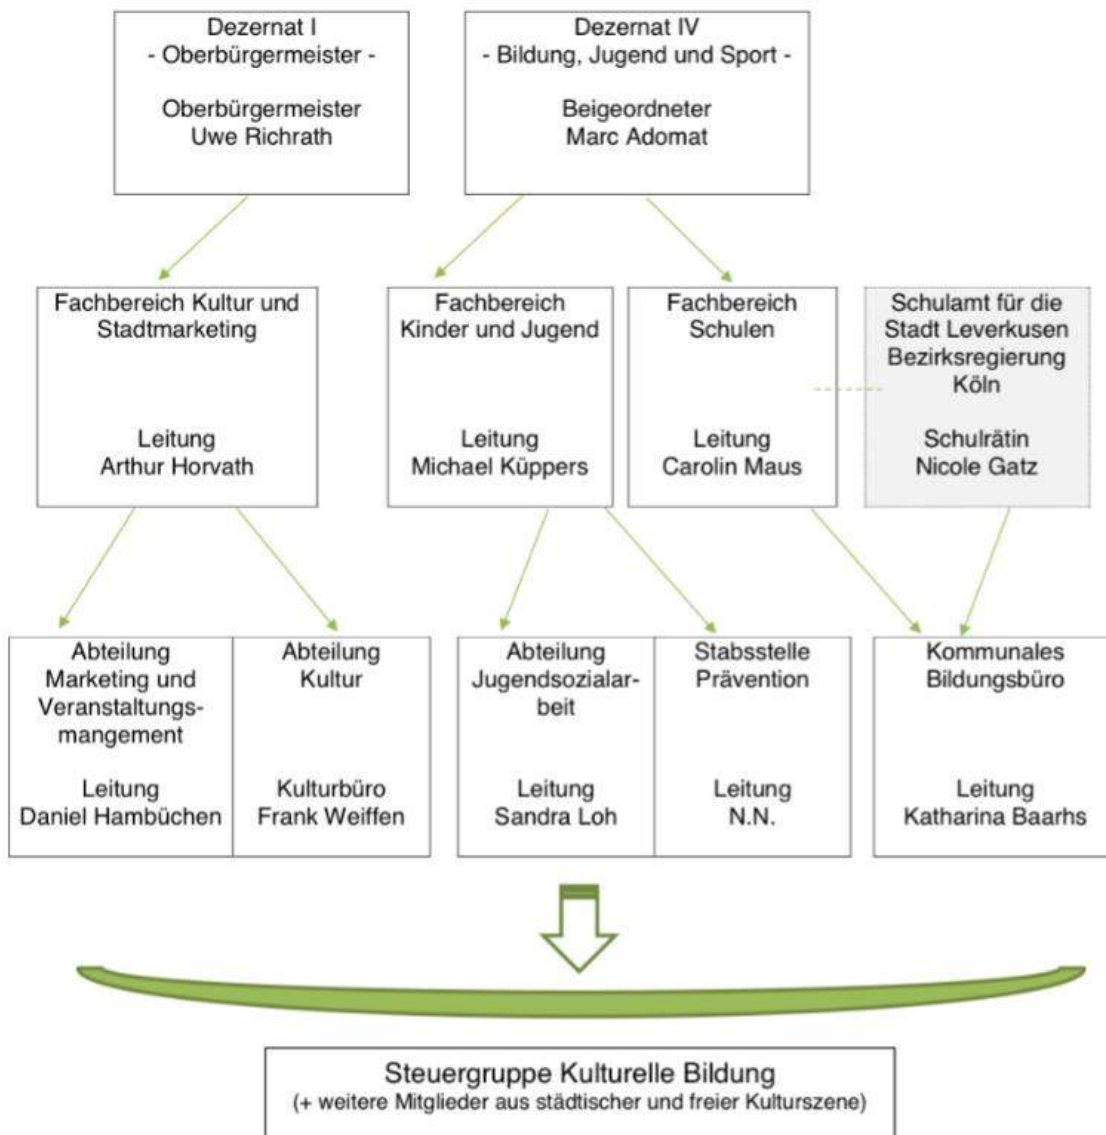 Dezernat I
- Oberbürgermeister -
Oberbürgermeister
Uwe Richrath
Dezernat IV
- Bildung, Jugend und Sport -
Beigeordneter
Marc Adomat
Fachbereich Kultur und
Stadtmarketing
Leitung
Arthur Horvath
Fachbereich
Kinder und Jugend
Leitung
Michael Küppers
Fachbereich
Schulen
Leitung
Carolin Maus
Schulamt für die
Stadt Leverkusen
Bezirksregierung
Köln
Schulrätin
Nicole Gatz
Abteilung
Marketing und
Veranstaltungs-
mangement
Leitung
Daniel Hambüchen
Abteilung
Kultur
Kulturbüro
Frank Weiffen
Abteilung
Jugendsozialar-
beit
Leitung
Sandra Loh
Stabsstelle
Prävention
Leitung
N.N.
Kommunales
Bildungsbüro
Leitung
Katharina Baarhs
Steuergruppe Kulturelle Bildung
(+ weitere Mitglieder aus städtischer und freier Kulturszene)